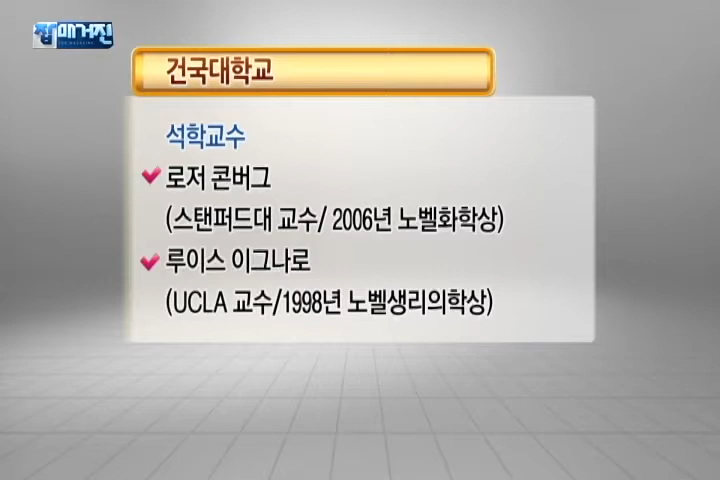 잡매거진
건국대학교
석학교수
로저 콘버그
(스탠퍼드대 교수/ 2006년 노벨화학상)
루이스 이그나로
(UCLA 교수/1998년 노벨생리의학상)